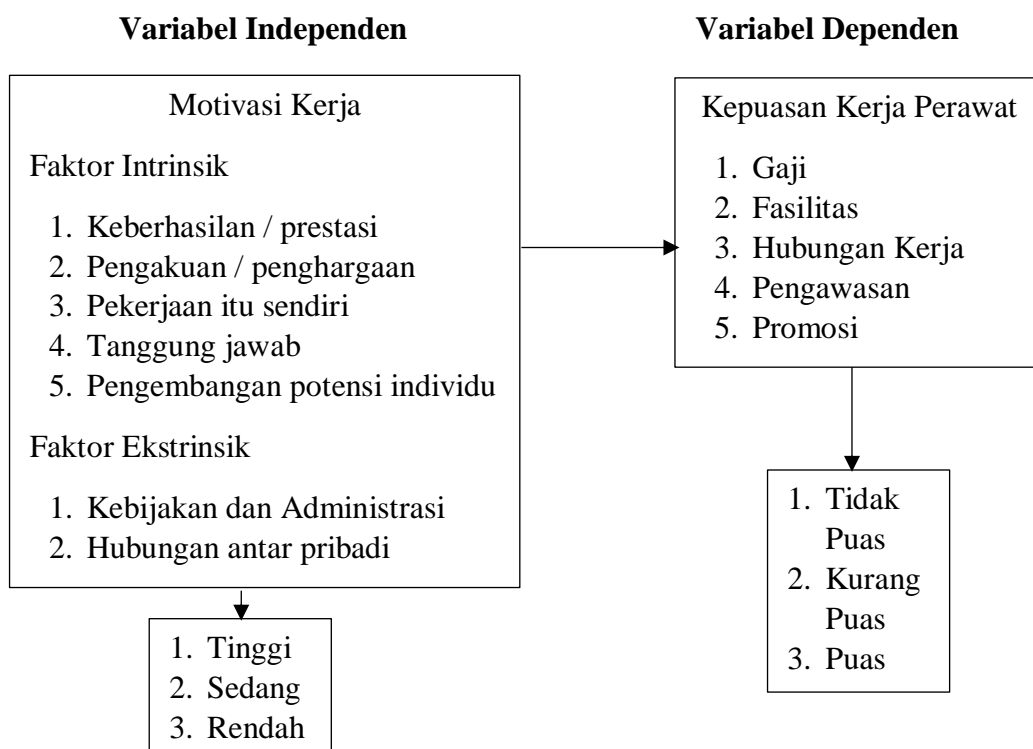 Variabel Independen
Variabel Dependen
Motivasi Kerja
Faktor Intrinsik
1. Keberhasilan / prestasi
2. Pengakuan / penghargaan
3. Pekerjaan itu sendiri
4. Tanggung jawab
5. Pengembangan potensi individu
Faktor Ekstrinsik
1. Kebijakan dan Administrasi
2. Hubungan antar pribadi
1. Tinggi
2. Sedang
3. Rendah
Kepuasan Kerja Perawat
1. Gaji
2. Fasilitas
3. Hubungan Kerja
4. Pengawasan
5. Promosi
1. Tidak
Puas
2. Kurang
Puas
3. Puas